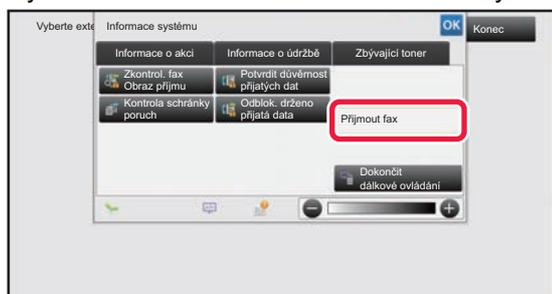 Vyberte exte
Informace systému
OK
Konec
Informace o akci
Informace o údržbě
Zbývající toner
Zkontrol. fax
Obraz příjmu
Potvrdit důvěrnost
přijatých dat
Kontrola schránky
poruch
Odblok. drženo
přijatá data
Přijmout fax
Dokončit
dálkové ovládání